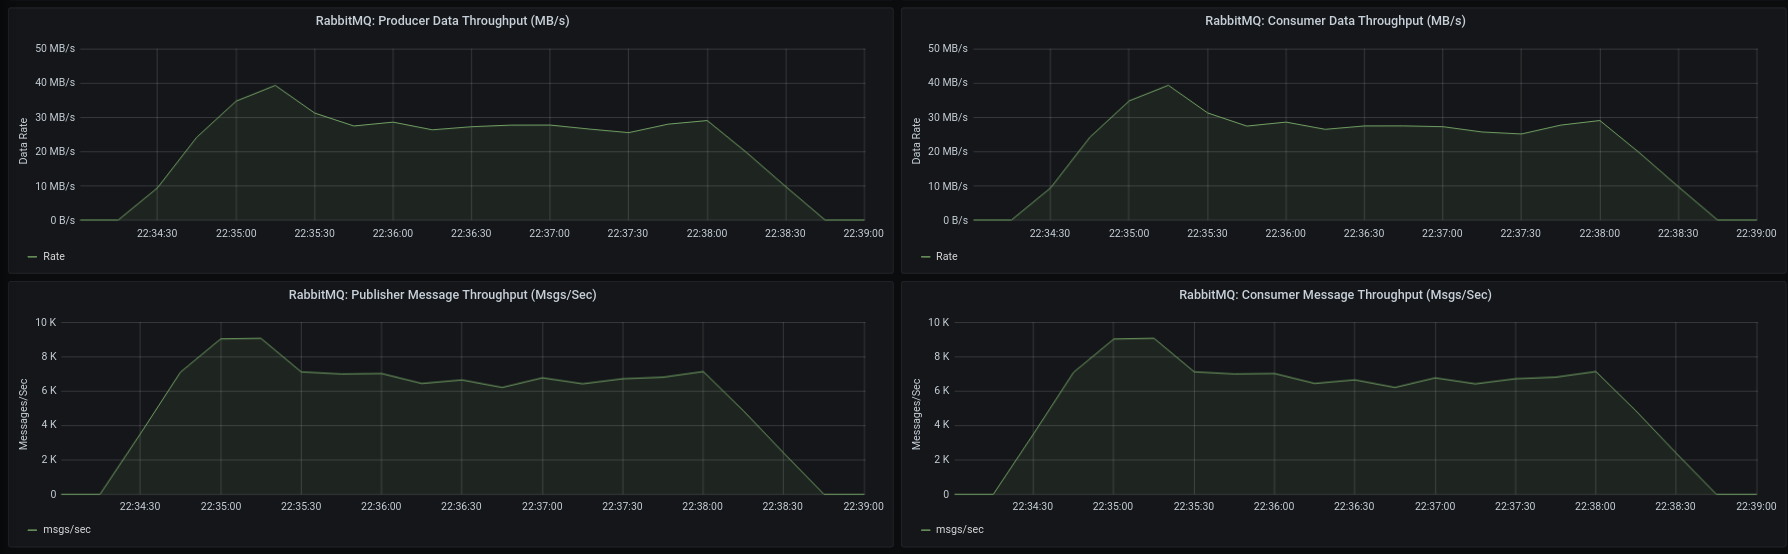 RabbitMQ: Producer Data Throughput (MB/s)
50 MB/s
40 MB/s
30 MB/s
20 MB/s
10 MB/s
0 B/s
Data Rate
22:34:30 22:35:00 22:35:30 22:36:00 22:36:30 22:37:00 22:37:30 22:38:00 22:38:30 22:39:00
Rate
RabbitMQ: Consumer Data Throughput (MB/s)
50 MB/s
40 MB/s
30 MB/s
20 MB/s
10 MB/s
0 B/s
Data Rate
22:34:30 22:35:00 22:35:30 22:36:00 22:36:30 22:37:00 22:37:30 22:38:00 22:38:30 22:39:00
Rate
RabbitMQ: Publisher Message Throughput (Msgs/Sec)
10 K
8 K
6 K
4 K
2 K
0
Messages/Sec
22:34:30 22:35:00 22:35:30 22:36:00 22:36:30 22:37:00 22:37:30 22:38:00 22:38:30 22:39:00
msgs/sec
RabbitMQ: Consumer Message Throughput (Msgs/Sec)
10 K
8 K
6 K
4 K
2 K
0
Messages/Sec
22:34:30 22:35:00 22:35:30 22:36:00 22:36:30 22:37:00 22:37:30 22:38:00 22:38:30 22:39:00
msgs/sec